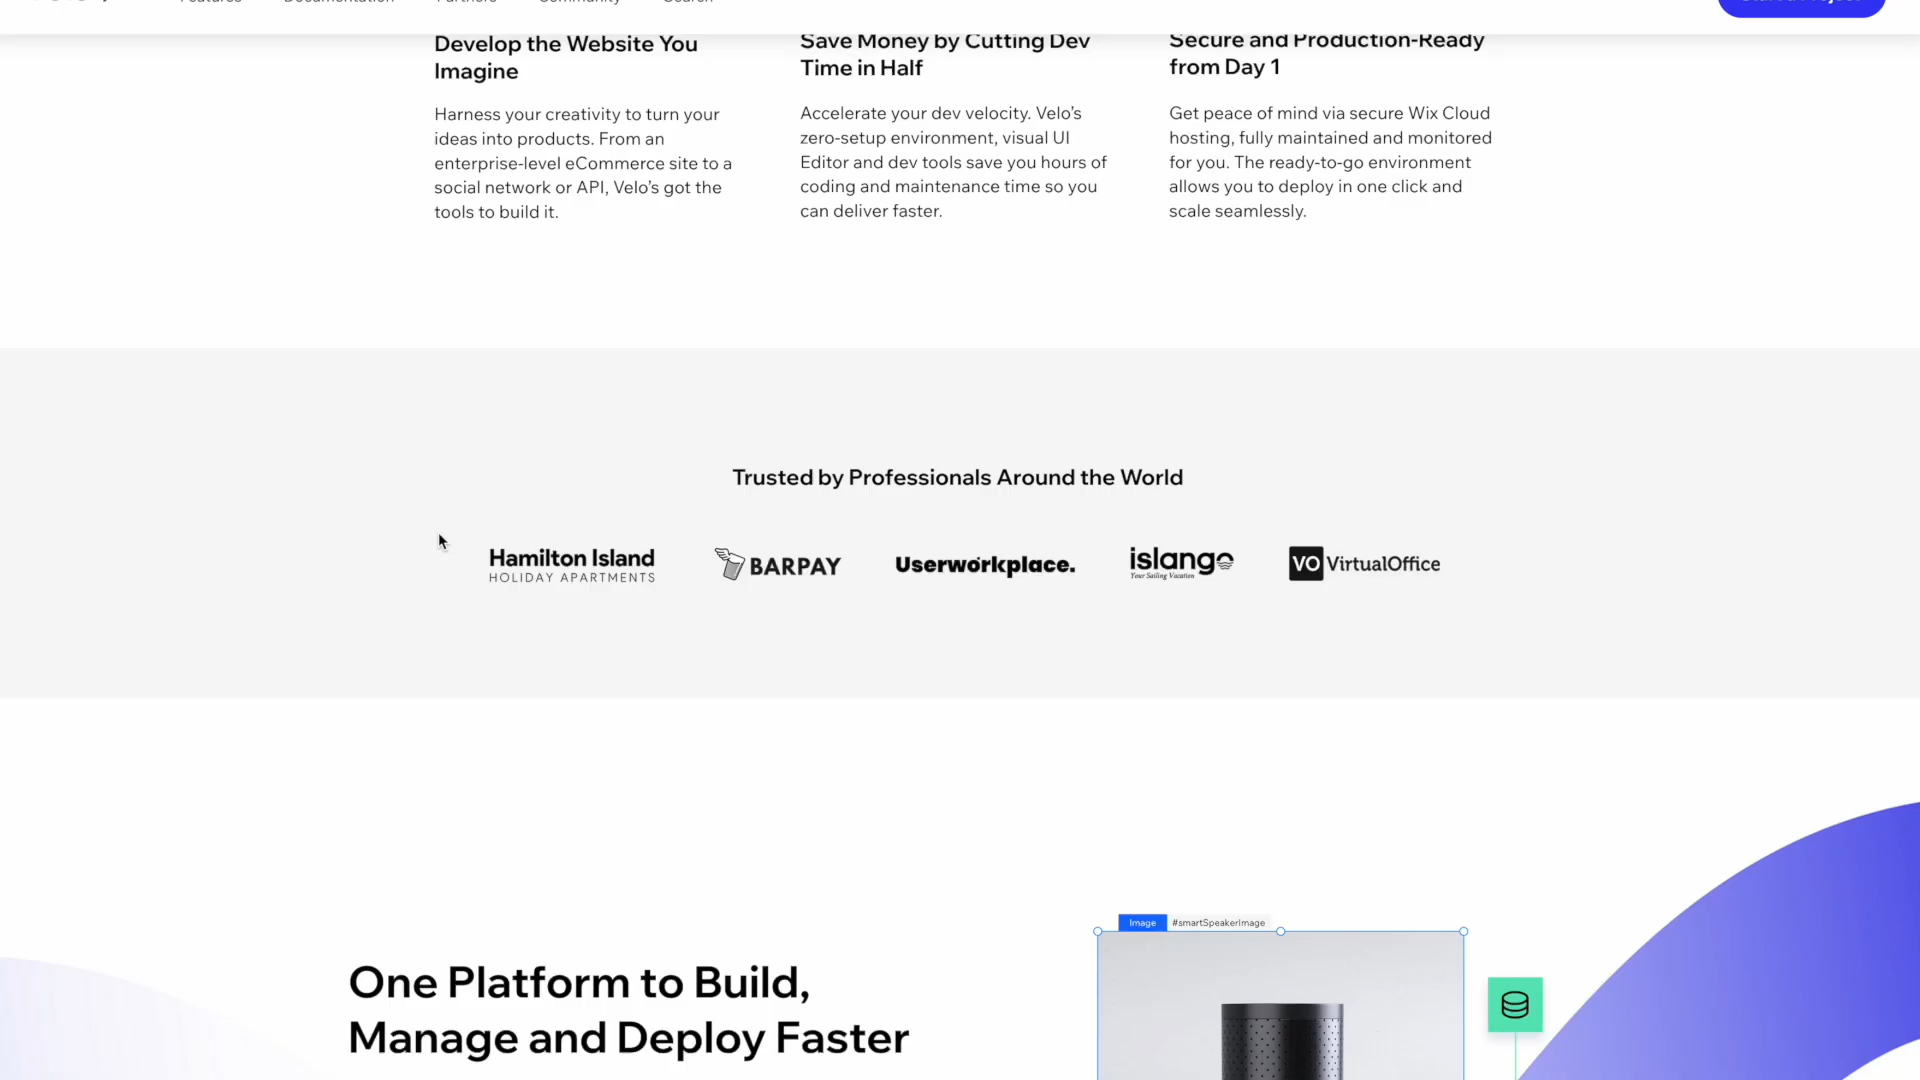 Features Documentation Partners Community Search
Develop the Website You
Imagine
Harness your creativity to turn your
ideas into products. From an
enterprise-level eCommerce site to a
social network or API, Velo’s got the
tools to build it.
Save Money by Cutting Dev
Time in Half
Accelerate your dev velocity. Velo’s
zero-setup environment, visual UI
Editor and dev tools save you hours of
coding and maintenance time so you
can deliver faster.
Secure and Production-Ready
from Day 1
Get peace of mind via secure Wix Cloud
hosting, fully maintained and monitored
for you. The ready-to-go environment
allows you to deploy in one click and
scale seamlessly.
Trusted by Professionals Around the World
Hamilton Island
HOLIDAY APARTMENTS
BARPAY
Userworkplace.
islango
Your Sailing Vacation
VO VirtualOffice
One Platform to Build,
Manage and Deploy Faster
Image #smartSpeakerImage